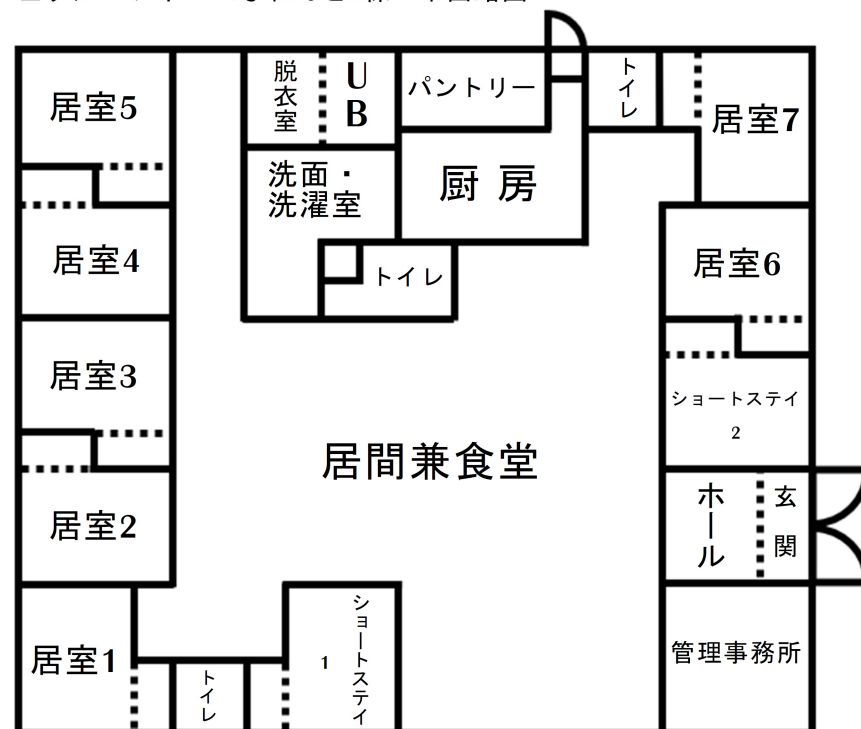 居室5
脱衣室
UB
パントリー
トイレ
居室7
洗面・
洗濯室
厨房
居室4
トイレ
居室6
居室3
ショートステイ
2
居間兼食堂
居室2
ホール
玄関
居室1
トイレ
1
ショートステイ
管理事務所